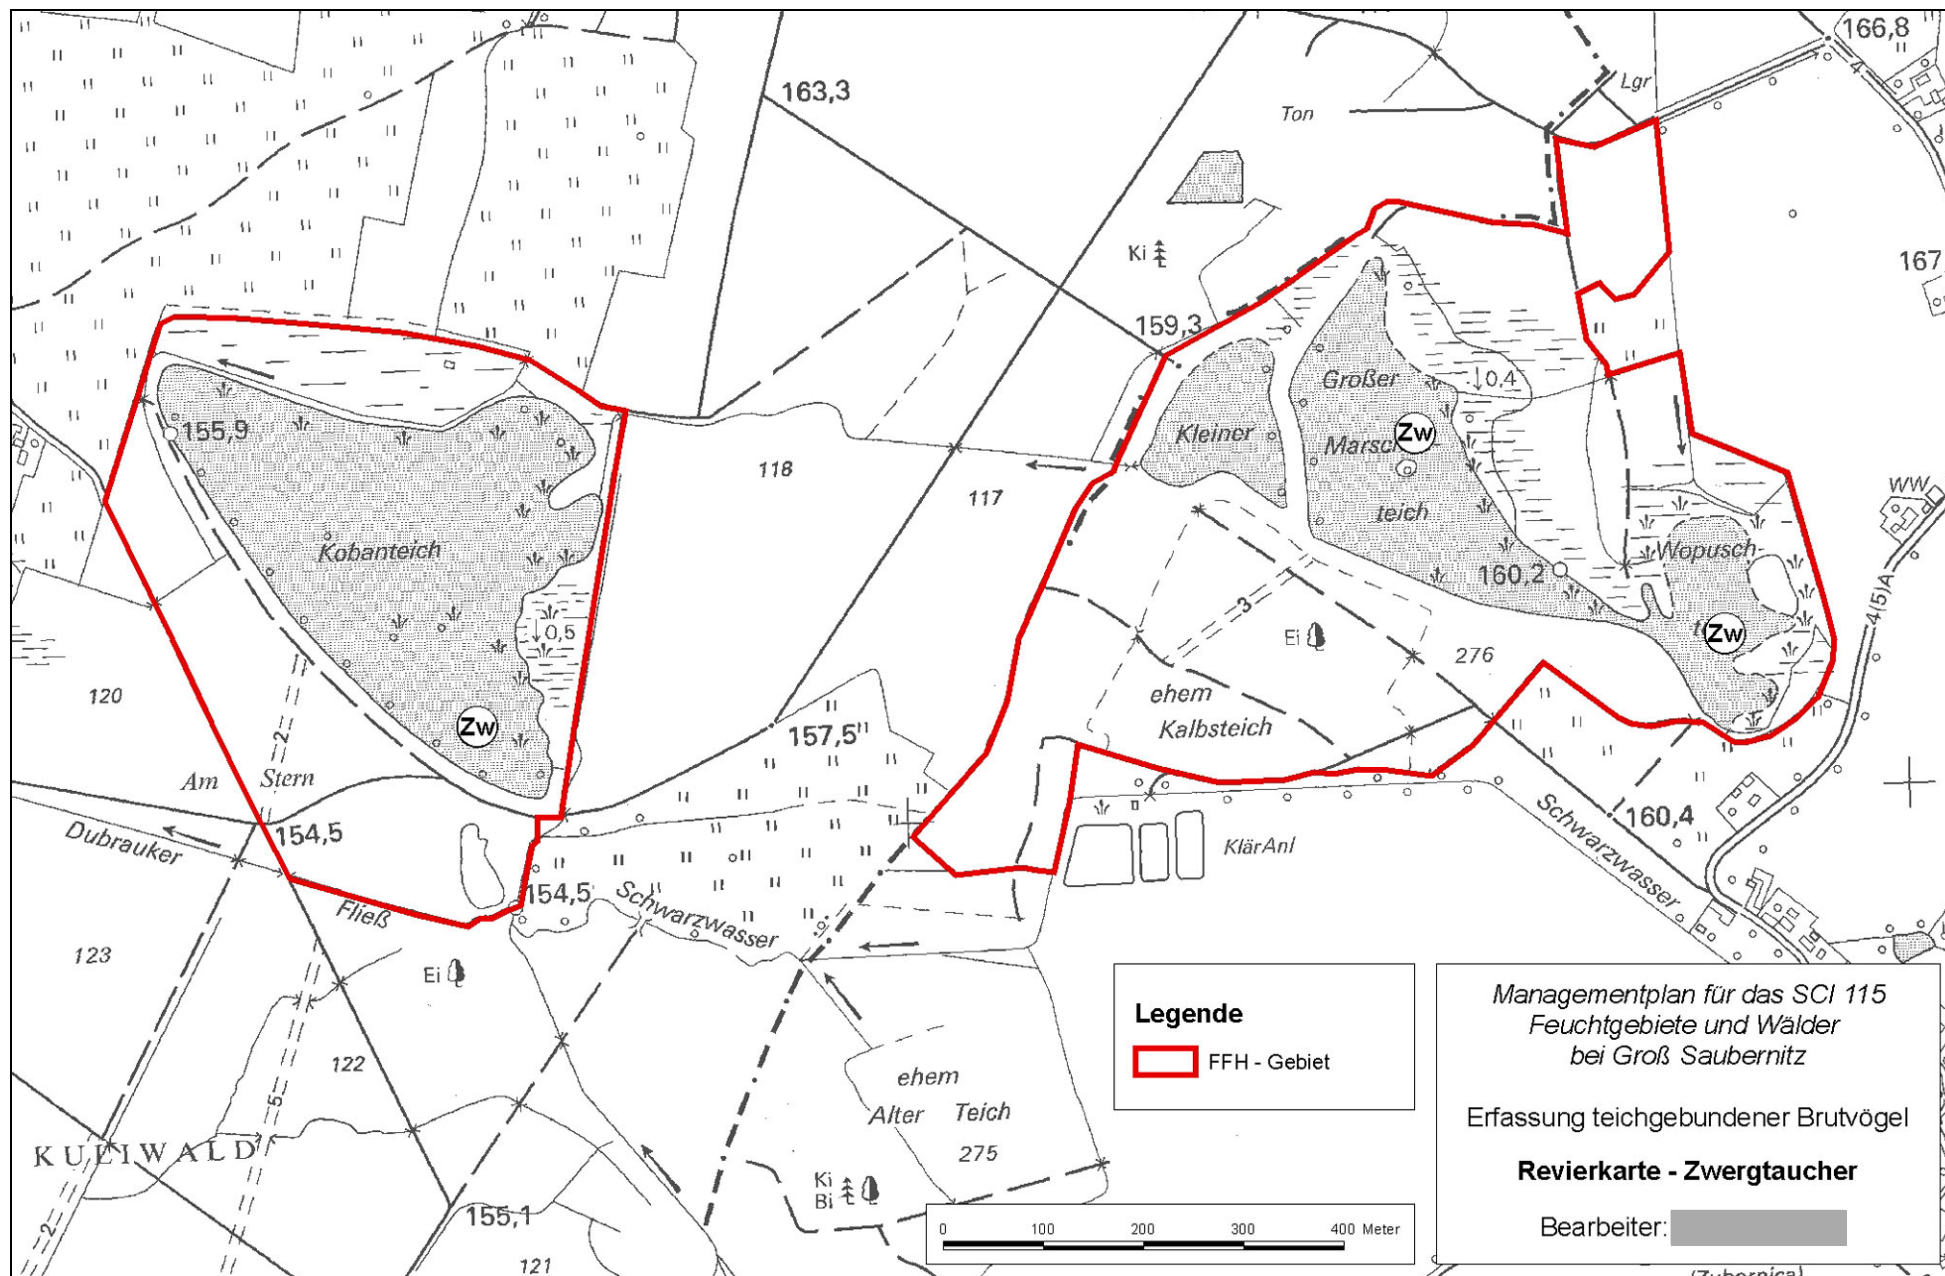 166,8
163,3
Lgr
Ton
4
167
Ki
159,3
Großer
0,4
155,9
Kleiner
Zw
118
117
teich
WW
Kobanteich
Wopusch-
160,2
3
4(5)A
0,5
Ei
276
Zw
120
ehem
Kalbsteich
Zw
2
157,5
Am Stern
154,5
Dubrauker
Schwarzwasser
160,4
KlärAnl
154,5
Fließ
Schwarzwasser
123
Ei
122
5
ehem
Alter Teich
275
KULIWALD
Ki
Bi
155,1
2
121
Legende
FFH - Gebiet
0 100 200 300 400 Meter
Managementplan für das SCI 115
Feuchtgebiete und Wälder
bei Groß Saubernitz
Erfassung teichgebundener Brutvögel
Revierkarte - Zwergtaucher
Bearbeiter: